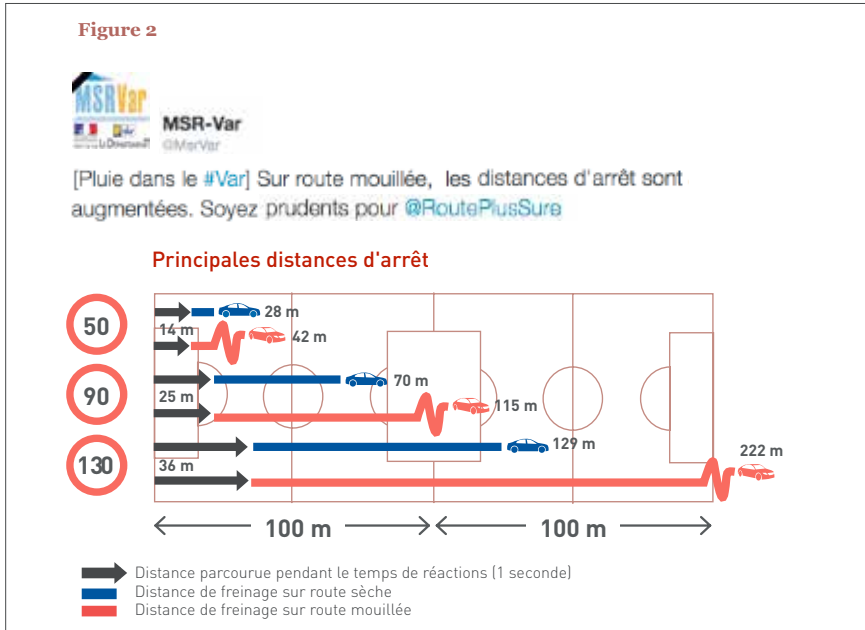 Figure 2
MSRVar
MSR-Var
@MsrVar
[Pluie dans le #Var] Sur route mouillée, les distances d'arrêt sont
augmentées. Soyez prudents pour @RoutePlusSure
Principales distances d'arrêt
50
28 m
14 m
42 m
90
70 m
25 m
115 m
130
129 m
36 m
222 m
100 m
100 m
Distance parcourue pendant le temps de réactions (1 seconde)
Distance de freinage sur route sèche
Distance de freinage sur route mouillée